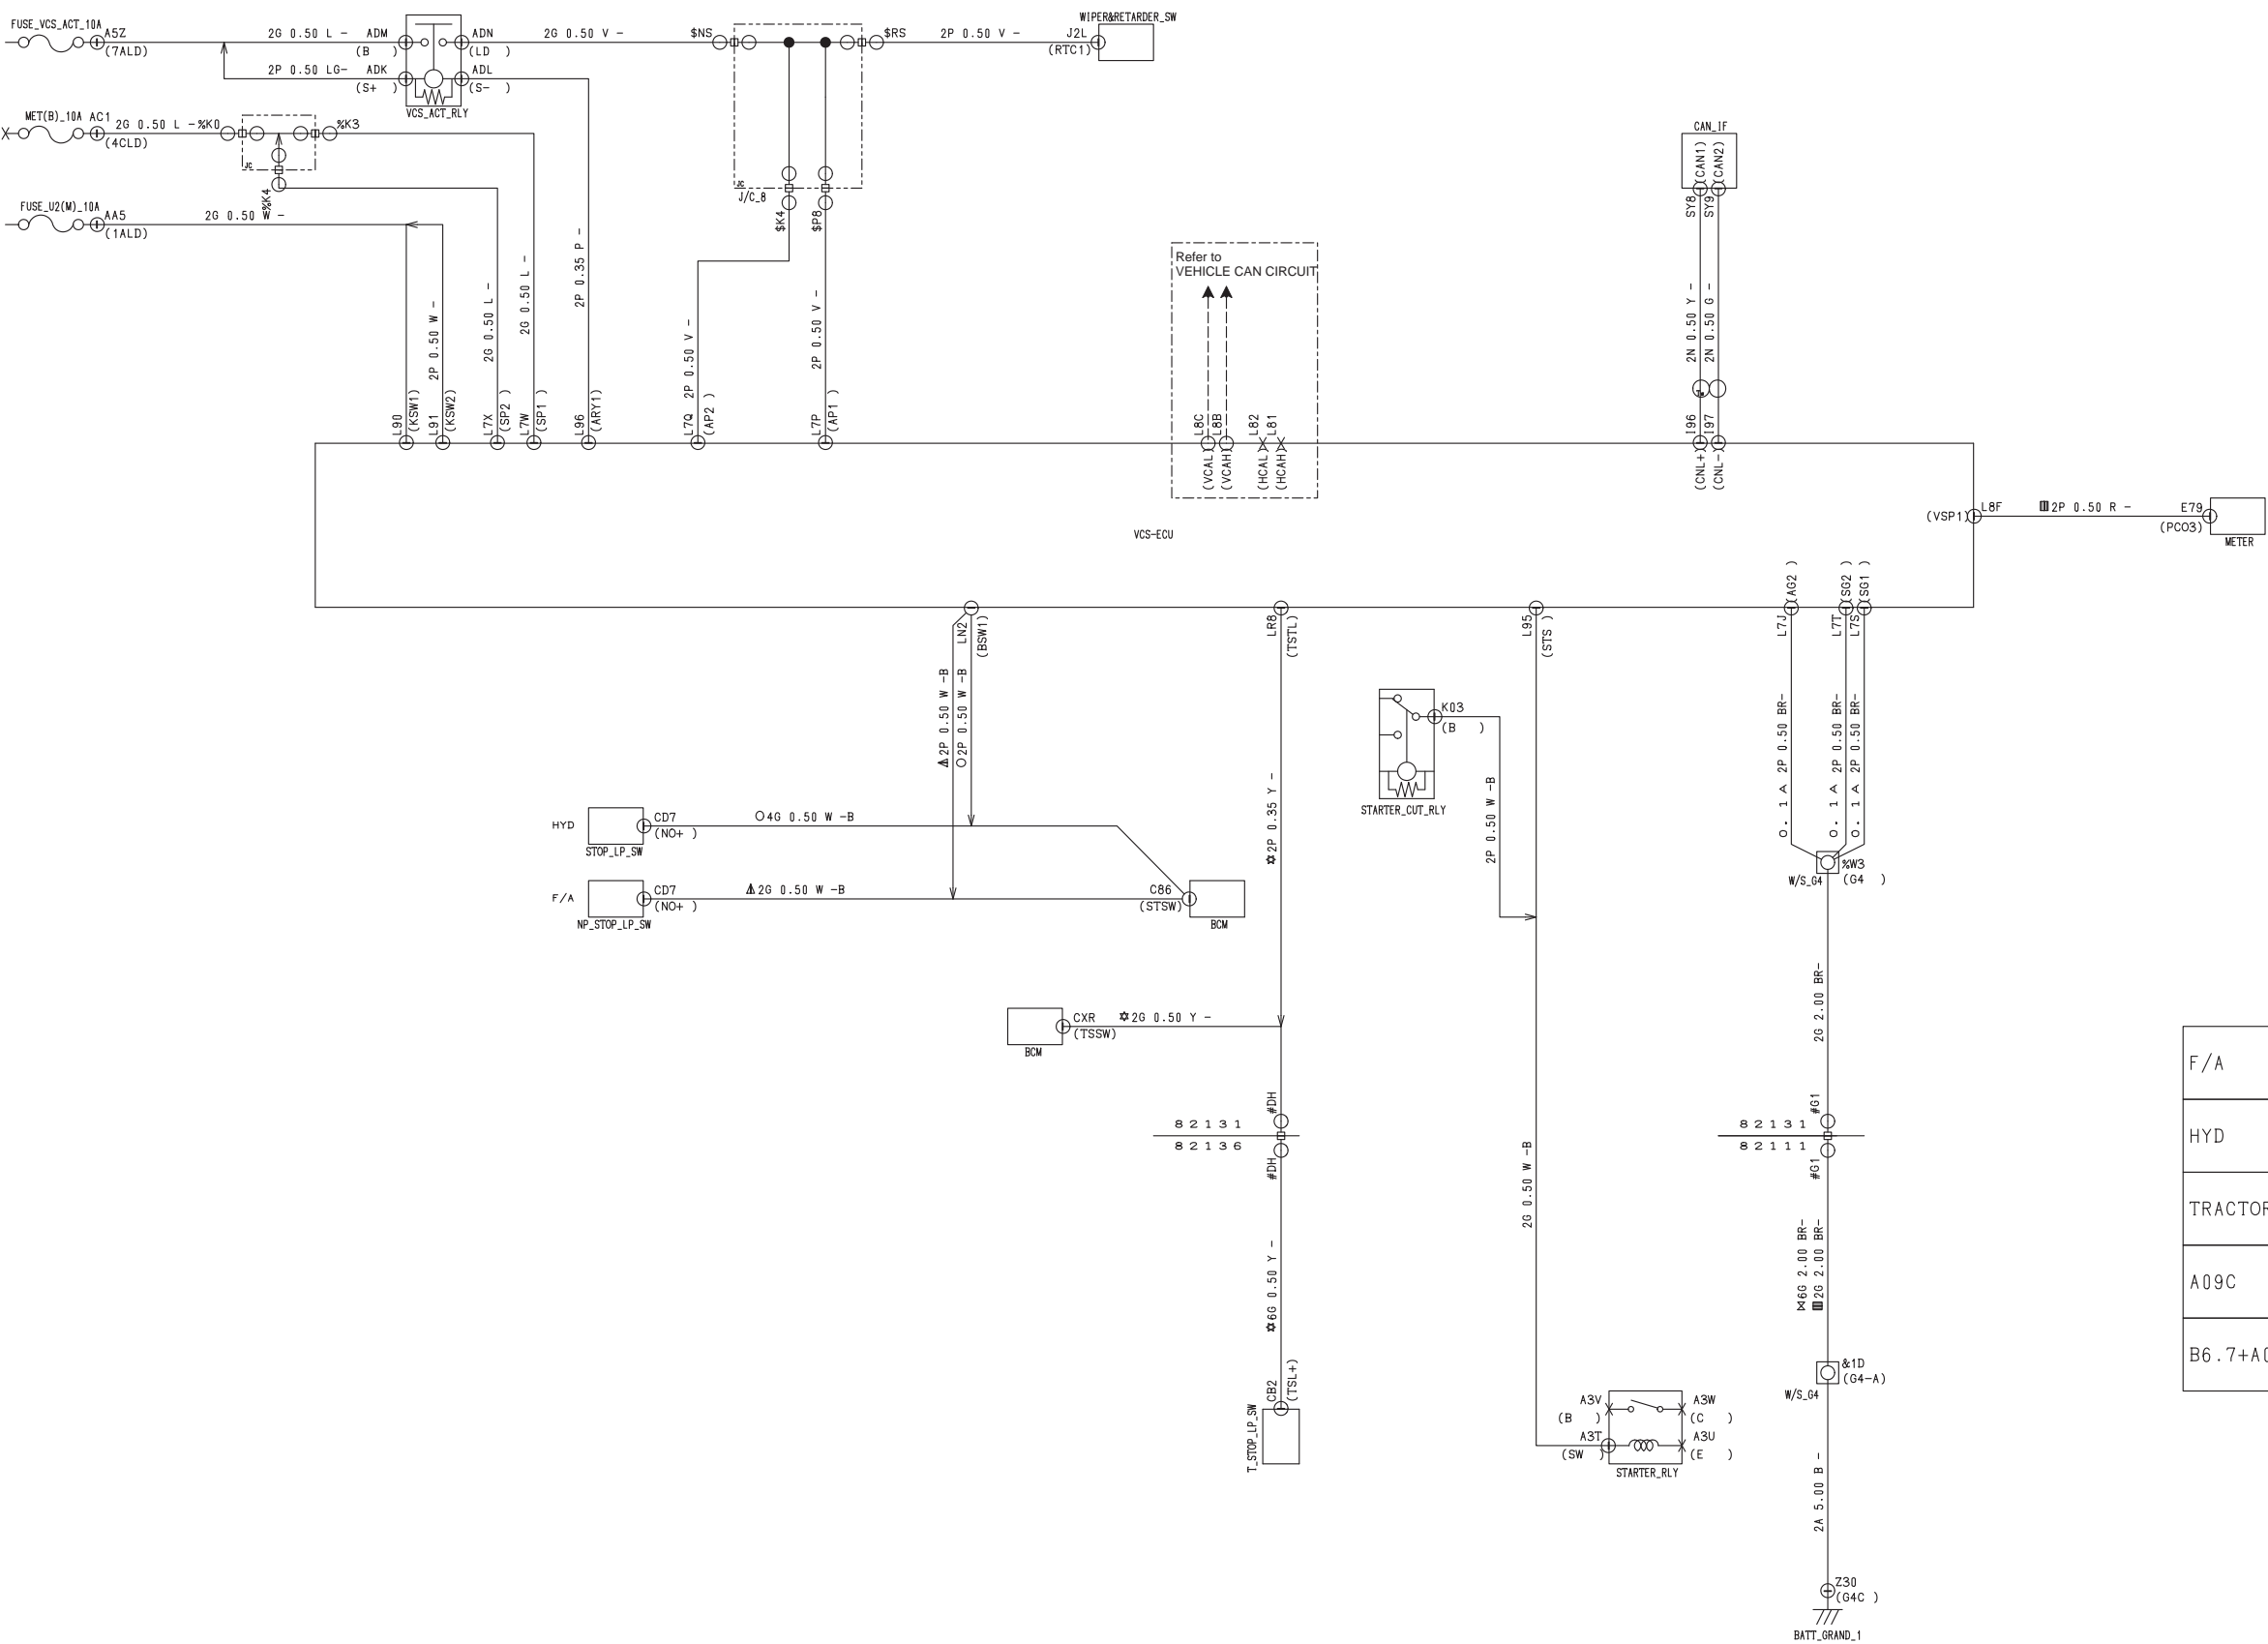 FUSE_VCS_ACT_10A
A5Z
(7ALD)
2G 0.50 L -
ADM
(B )
ADN
(LD )
2G 0.50 V -
$NS
$RS
2P 0.50 V -
J2L
(RTC1)
WIPER&RETARDER_SW
2P 0.50 LG-
ADK
(S+ )
ADL
(S- )
VCS_ACT_RLY
MET(B)_10A
AC1
(4CLD)
2G 0.50 L -
%K0
%K3
JC
%K4
JC
J/C_8
$K4
$P8
FUSE_U2(M)_10A
AA5
(1ALD)
2G 0.50 W -
CAN_IF
(CAN1)
(CAN2)
SY8
SY9
2N 0.50 Y -
2N 0.50 G -
Tw
I96
I97
(CNL+)
(CNL-)
Refer to
VEHICLE CAN CIRCUIT
2P 0.50 W -
2G 0.50 L -
2G 0.50 L -
2P 0.35 P -
2P 0.50 V -
2P 0.50 V -
L90
(KSW1)
L91
(KSW2)
L7X
(SP2 )
L7W
(SP1 )
L96
(ARY1)
L7Q
(AP2 )
L7P
(AP1 )
L8C
(VCAL)
L8B
(VCAH)
L82
(HCAL)
L81
(HCAH)
VCS-ECU
(VSP1)
L8F
2P 0.50 R -
E79
(PCO3)
METER
LN2
(BSW1)
LR8
(TSTL)
L95
(STS )
L7J
(AG2 )
L7T
(SG2 )
L7S
(SG1 )
2P 0.50 W -B
2P 0.50 W -B
2P 0.35 Y -
K03
(B )
STARTER_CUT_RLY
2P 0.50 W -B
0. 1 A 2P 0.50 BR-
0. 1 A 2P 0.50 BR-
0. 1 A 2P 0.50 BR-
HYD
STOP_LP_SW
CD7
(NO+ )
4G 0.50 W -B
F/A
NP_STOP_LP_SW
CD7
(NO+ )
2G 0.50 W -B
C86
(STSW)
BCM
%W3
(G4 )
W/S_G4
2G 2.00 BR-
BCM
CXR
(TSSW)
2G 0.50 Y -
#DH
82131
82136
#DH
#G1
82131
82111
#G1
6G 0.50 Y -
2G 0.50 W -B
6G 2.00 BR-
2G 2.00 BR-
CB2
(TSL+)
T_STOP_LP_SW
A3V
(B )
A3W
(C )
A3T
(SW )
A3U
(E )
STARTER_RLY
&1D
(G4-A)
W/S_G4
2A 5.00 B -
Z30
(G4C )
BATT_GRAND_1
F/A
HYD
TRACTOR
A09C
B6.7+A0